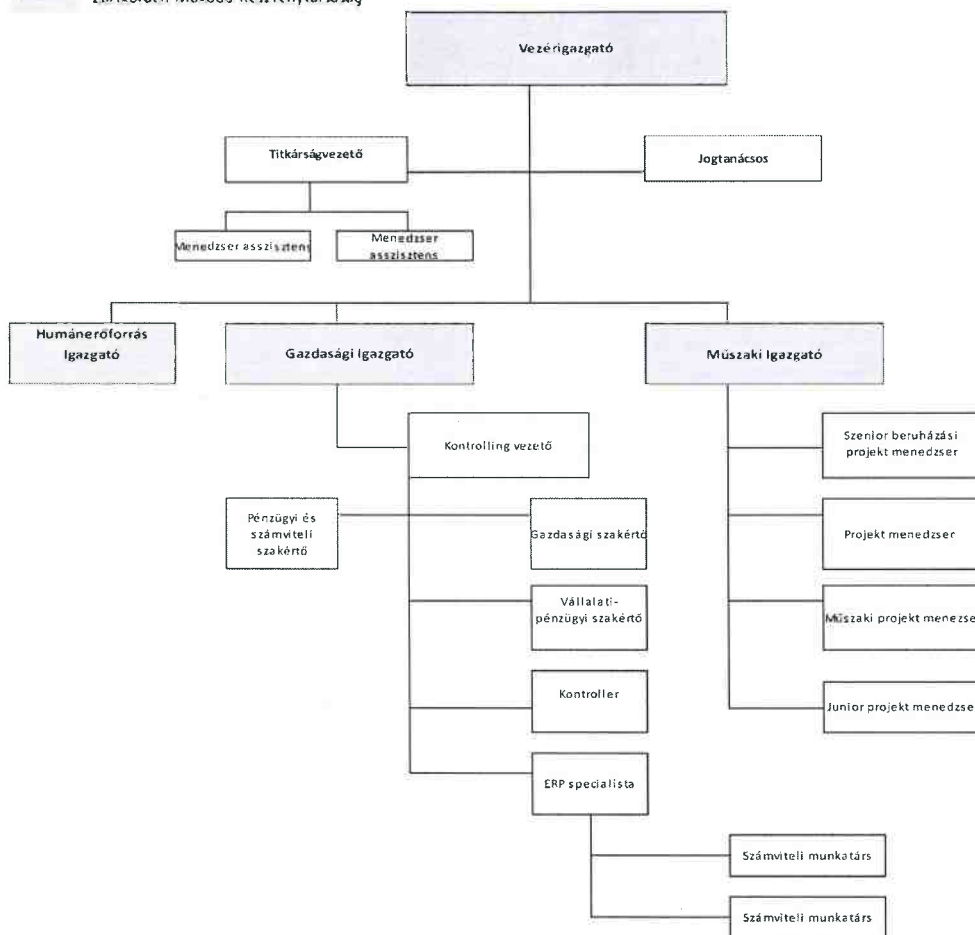 Vezérigazgató
Titkárságvezető
Jogtanácsos
Menedzser asszisztens
Menedzser
asszisztens
Humánerőforrás
Igazgató
Gazdasági Igazgató
Műszaki Igazgató
Kontrolling vezető
Szenior beruházási
projekt menedzser
Pénzügyi és
számviteli
szakértő
Gazdasági szakértő
Projekt menedzser
Vállalati-
pénzügyi szakértő
Műszaki projekt menezse
Kontroller
Junior projekt menedzse
ERP specialista
Számviteli munkatárs
Számviteli munkatárs